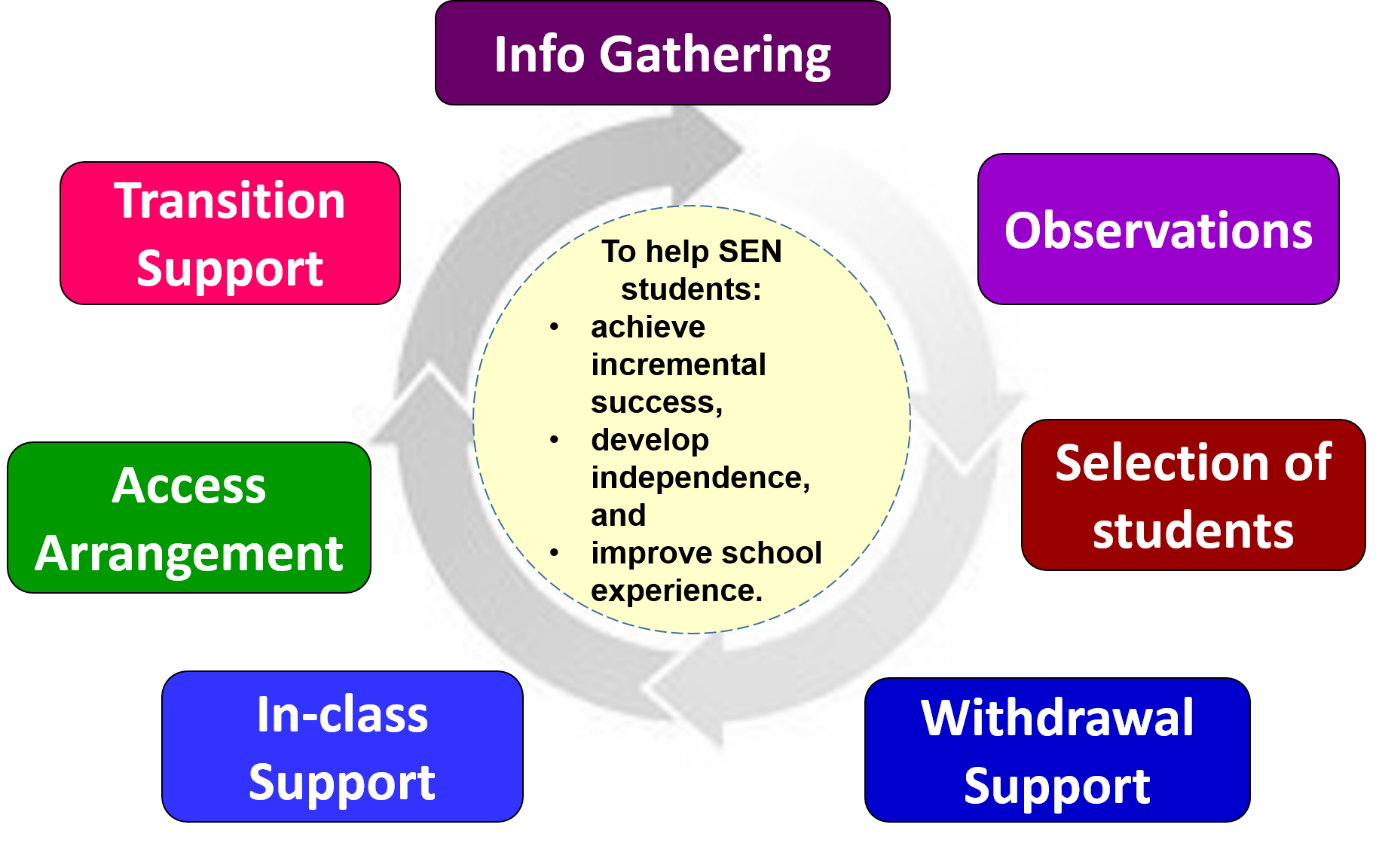 Info Gathering
Observations
Selection of
students
Withdrawal
Support
In-class
Support
Access
Arrangement
Transition
Support
To help SEN
students:
• achieve
incremental
success,
• develop
independence,
and
• improve school
experience.